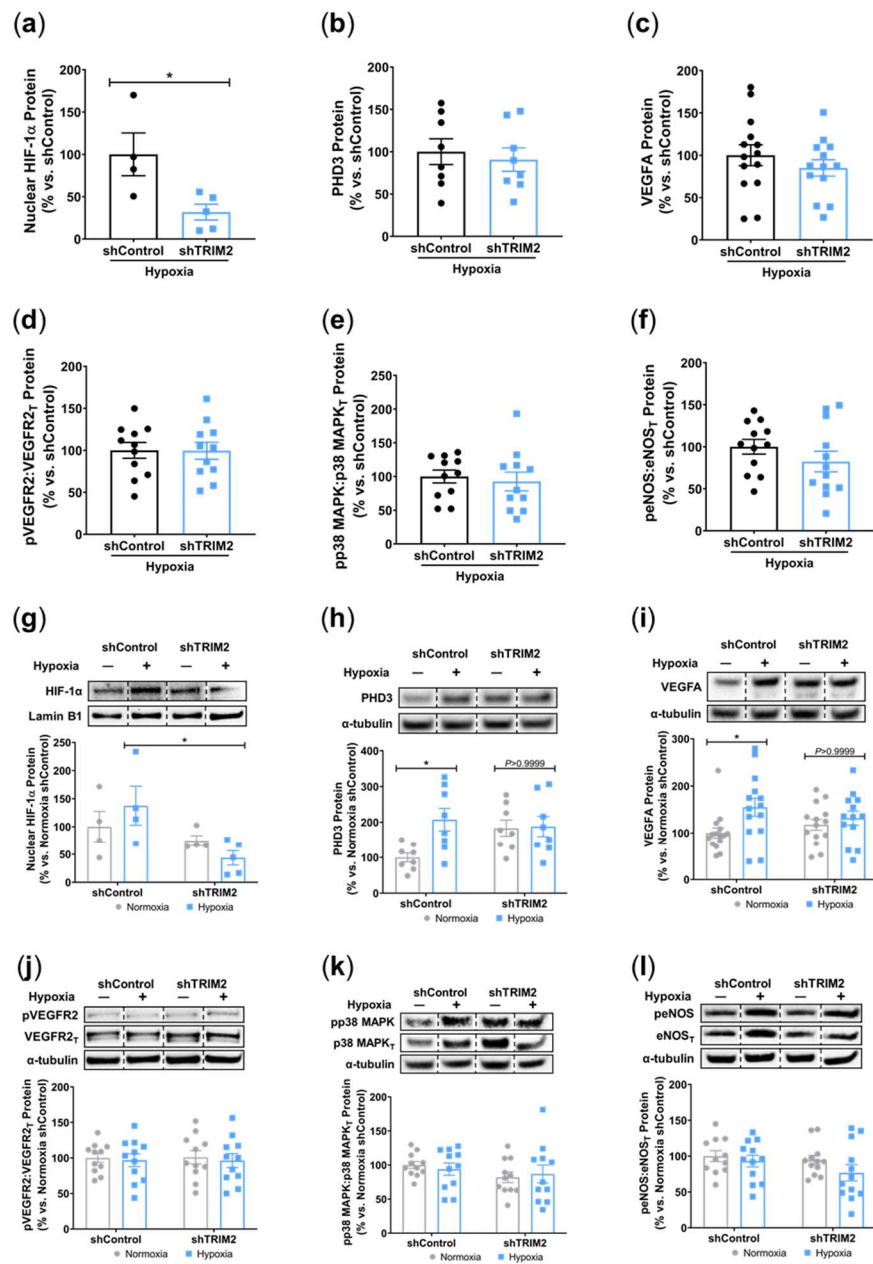 (a)
Nuclear HIF-1α Protein
(% vs. shControl)
200
150
100
50
0
*
shControl shTRIM2
Hypoxia
(b)
PHD3 Protein
(% vs. shControl)
200
150
100
50
0
shControl shTRIM2
Hypoxia
(c)
VEGFA Protein
(% vs. shControl)
200
150
100
50
0
shControl shTRIM2
Hypoxia
(d)
pVEGFR2:VEGFR2T Protein
(% vs. shControl)
200
150
100
50
0
shControl shTRIM2
Hypoxia
(e)
pp38 MAPK:p38 MAPKT Protein
(% vs. shControl)
250
200
150
100
50
0
shControl shTRIM2
Hypoxia
(f)
peNOS:eNOST Protein
(% vs. shControl)
200
150
100
50
0
shControl shTRIM2
Hypoxia
(g)
shControl shTRIM2
Hypoxia — + — +
HIF-1α
Lamin B1
Nuclear HIF-1α Protein
(% vs. Normoxia shControl)
250
200
150
100
50
0
*
shControl shTRIM2
Normoxia Hypoxia
(h)
shControl shTRIM2
Hypoxia — + — +
PHD3
α-tubulin
PHD3 Protein
(% vs. Normoxia shControl)
400
300
200
100
0
*
P>0.9999
shControl shTRIM2
Normoxia Hypoxia
(i)
shControl shTRIM2
Hypoxia — + — +
VEGFA
α-tubulin
VEGFA Protein
(% vs. Normoxia shControl)
300
200
100
0
*
P>0.9999
shControl shTRIM2
Normoxia Hypoxia
(j)
shControl shTRIM2
Hypoxia — + — +
pVEGFR2
VEGFR2T
α-tubulin
pVEGFR2:VEGFR2T Protein
(% vs. Normoxia shControl)
200
150
100
50
0
shControl shTRIM2
Normoxia Hypoxia
(k)
shControl shTRIM2
Hypoxia — + — +
pp38 MAPK
p38 MAPKT
α-tubulin
pp38 MAPK:p38 MAPKT Protein
(% vs. Normoxia shControl)
200
150
100
50
0
shControl shTRIM2
Normoxia Hypoxia
(l)
shControl shTRIM2
Hypoxia — + — +
peNOS
eNOST
α-tubulin
peNOS:eNOST Protein
(% vs. Normoxia shControl)
200
150
100
50
0
shControl shTRIM2
Normoxia Hypoxia